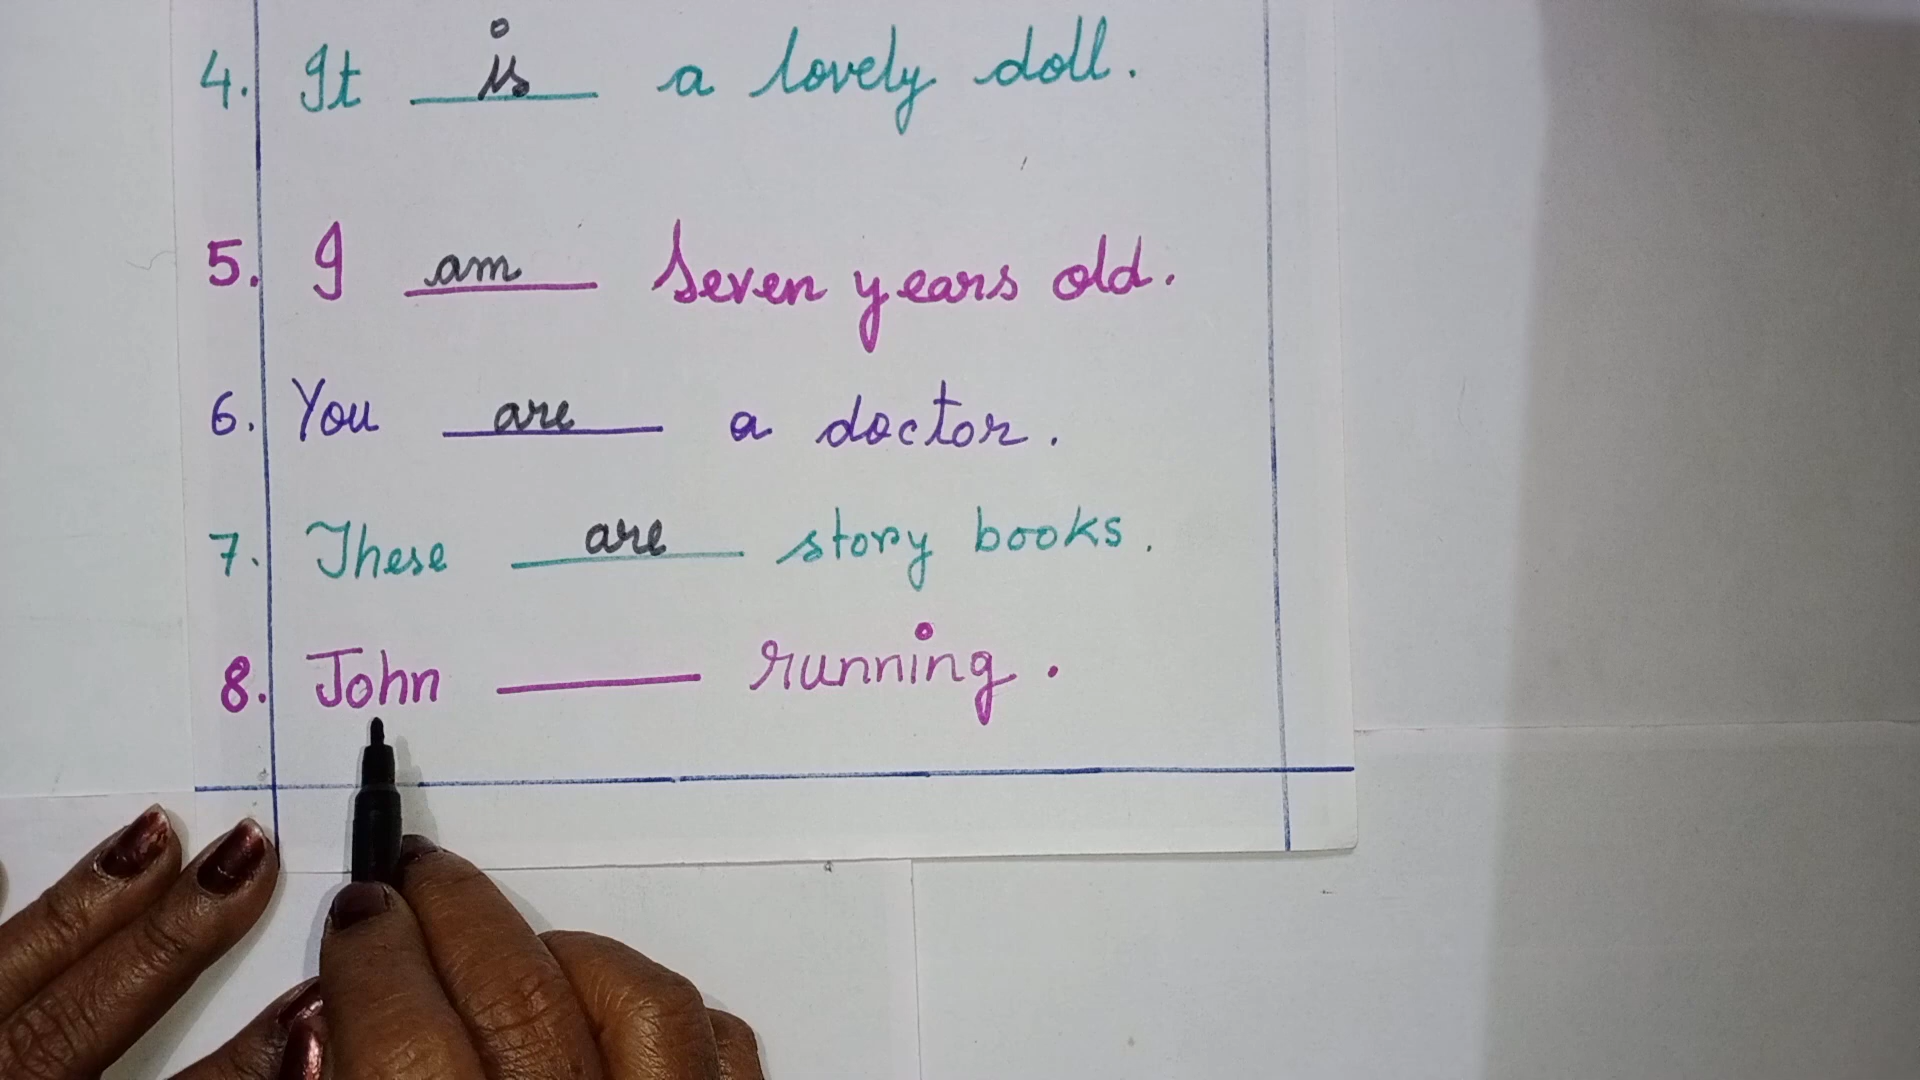 4. It is a lovely doll.
5. I am Seven years old.
6. You are a doctor.
7. These are story books.
8. John ______ running.